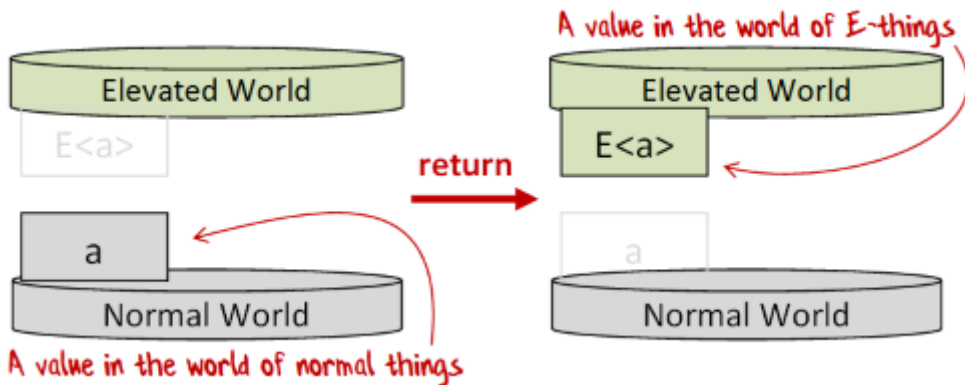 A value in the world of E-things
Elevated World
Elevated World
E<a>
E<a>
return
a
a
Normal World
Normal World
A value in the world of normal things